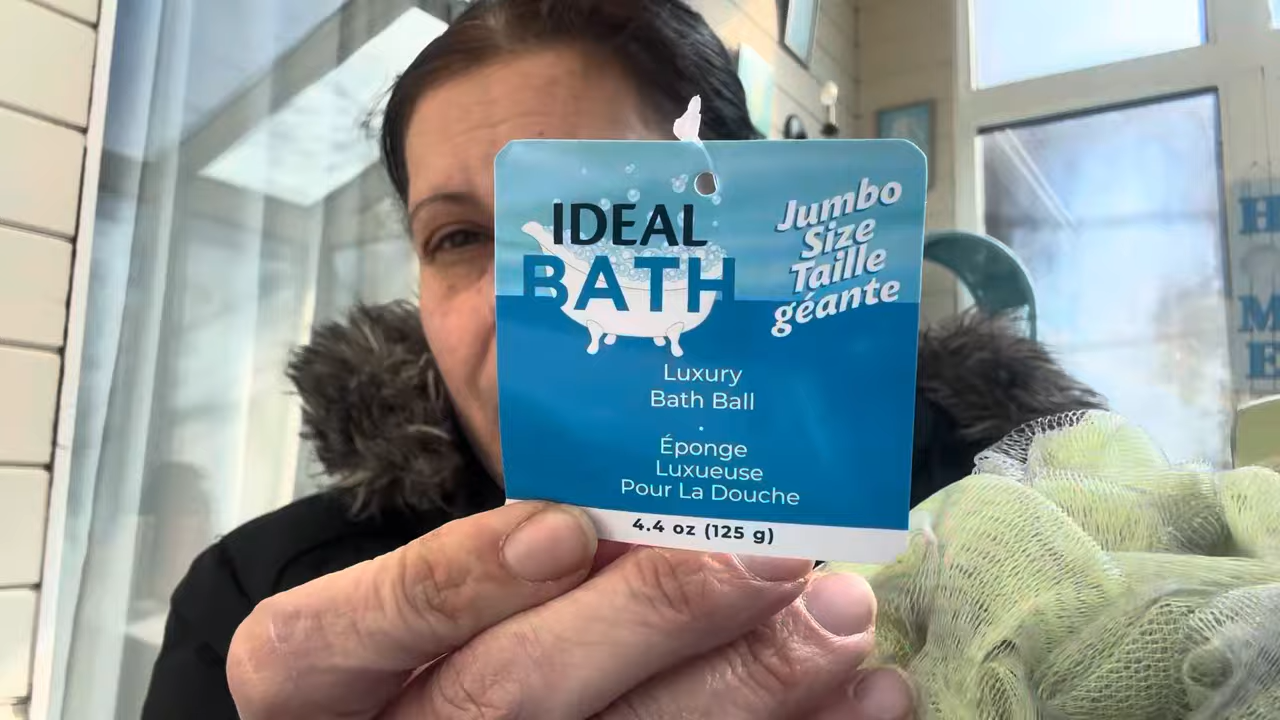 IDEAL
BATH
Jumbo
Size
Taille
géante
Luxury
Bath Ball
·
Éponge
Luxueuse
Pour La Douche
4.4 oz (125 g)
H
M
E